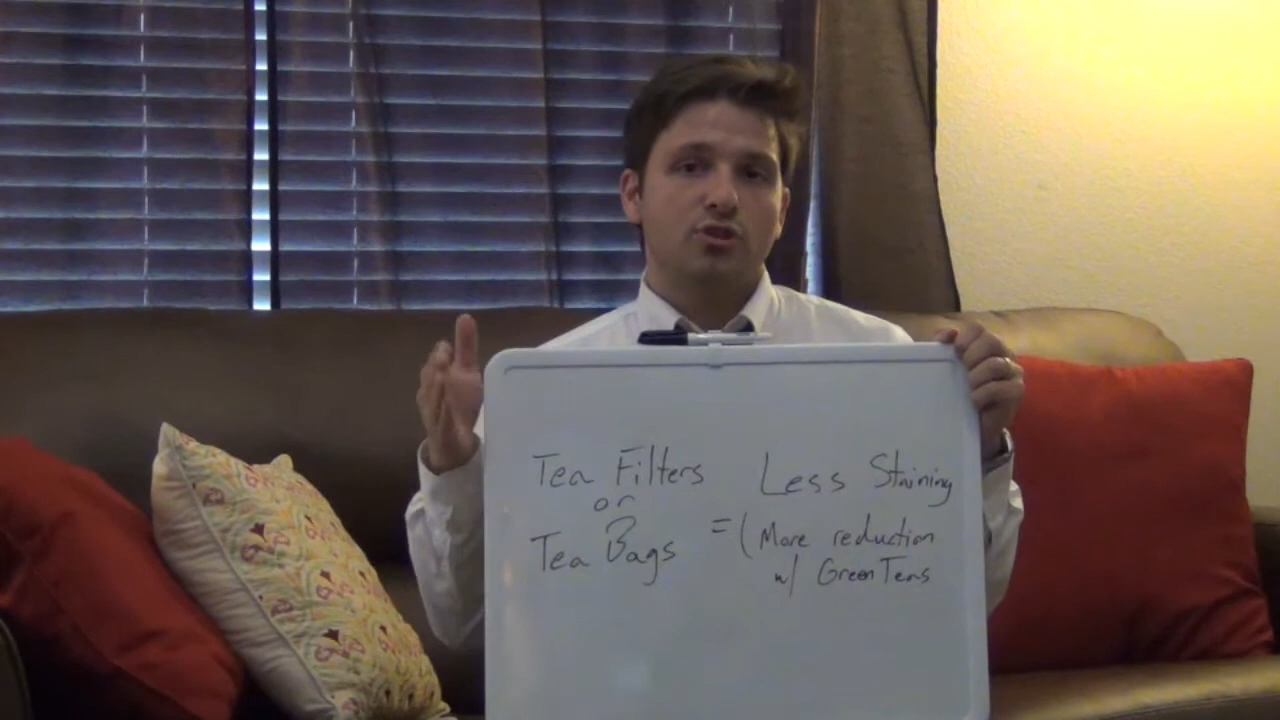 Tea Filters
or
Tea Bags
=
Less Staining
(More reduction
w/ Green Teas